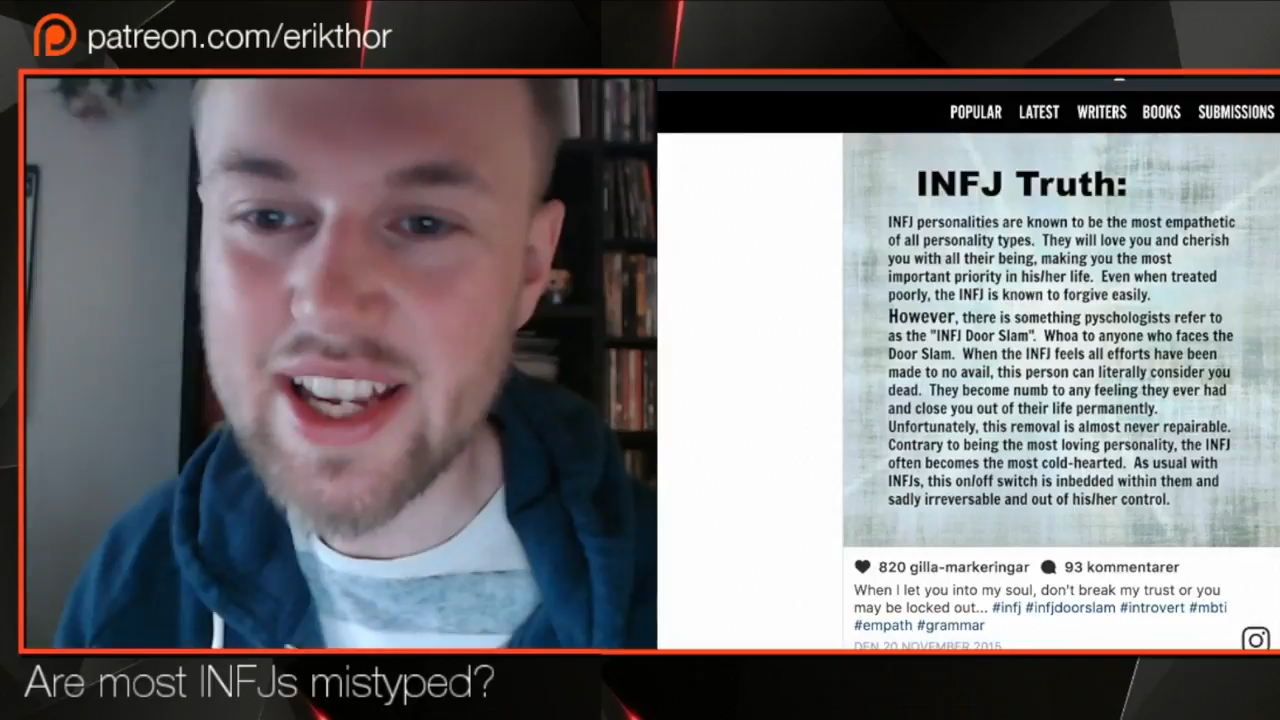 patreon.com/erikthor
POPULAR LATEST WRITERS BOOKS SUBMISSIONS
INFJ Truth:
INFJ personalities are known to be the most empathetic
of all personality types. They will love you and cherish
you with all their being, making you the most
important priority in his/her life. Even when treated
poorly, the INFJ is known to forgive easily.
However, there is something pyschologists refer to
as the "INFJ Door Slam". Whoa to anyone who faces the
Door Slam. When the INFJ feels all efforts have been
made to no avail, this person can literally consider you
dead. They become numb to any feeling they ever had
and close you out of their life permanently.
Unfortunately, this removal is almost never repairable.
Contrary to being the most loving personality, the INFJ
often becomes the most cold-hearted. As usual with
INFJs, this on/off switch is inbedded within them and
sadly irreversable and out of his/her control.
820 gilla-markeringar 93 kommentarer
When I let you into my soul, don't break my trust or you
may be locked out... #infj #infjdoorslam #introvert #mbti
#empath #grammar
DEN 20 NOVEMBER 2015
Are most INFJs mistyped?